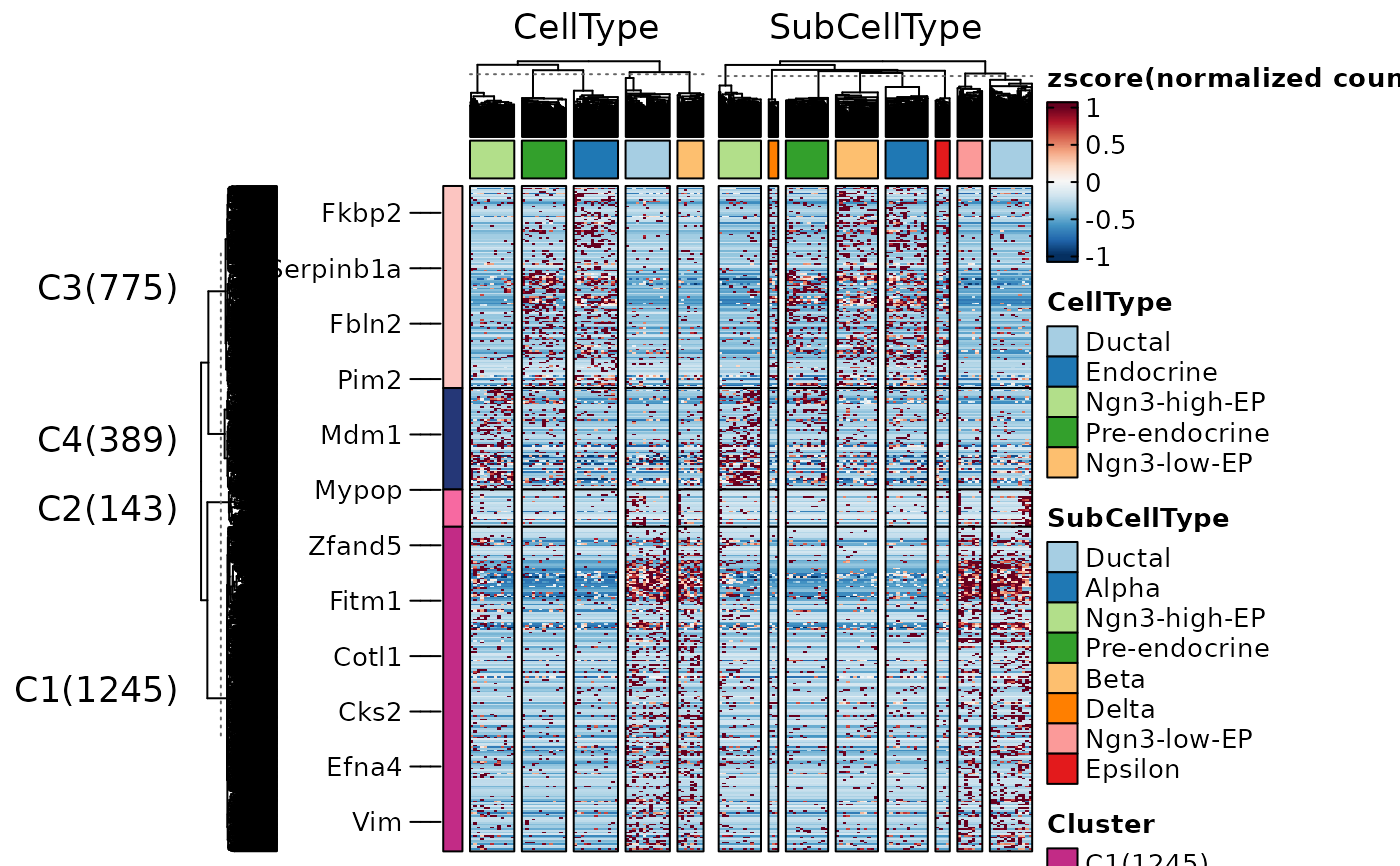 CellType
SubCellType
C3(775)
C4(389)
C2(143)
C1(1245)
Fkbp2
Serpinb1a
Fbln2
Pim2
Mdm1
Mypop
Zfand5
Fitm1
Cotl1
Cks2
Efna4
Vim
zscore(normalized coun
1
0.5
0
-0.5
-1
CellType
Ductal
Endocrine
Ngn3-high-EP
Pre-endocrine
Ngn3-low-EP
SubCellType
Ductal
Alpha
Ngn3-high-EP
Pre-endocrine
Beta
Delta
Ngn3-low-EP
Epsilon
Cluster
C1(1245)